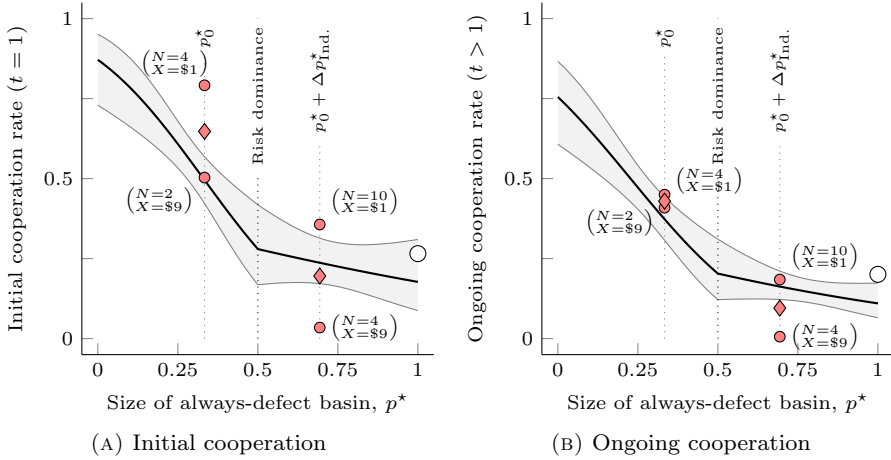 Initial cooperation rate (t = 1)
1
0.5
0
0
0.25
0.5
0.75
1
Size of always-defect basin, p⋆
p⋆0
Risk dominance
p⋆0 + Δp⋆Ind.
(N=4
X=$1)
(N=2
X=$9)
(N=10
X=$1)
(N=4
X=$9)
(A) Initial cooperation
Ongoing cooperation rate (t > 1)
1
0.5
0
0
0.25
0.5
0.75
1
Size of always-defect basin, p⋆
p⋆0
Risk dominance
p⋆0 + Δp⋆Ind.
(N=4
X=$1)
(N=2
X=$9)
(N=10
X=$1)
(N=4
X=$9)
(B) Ongoing cooperation